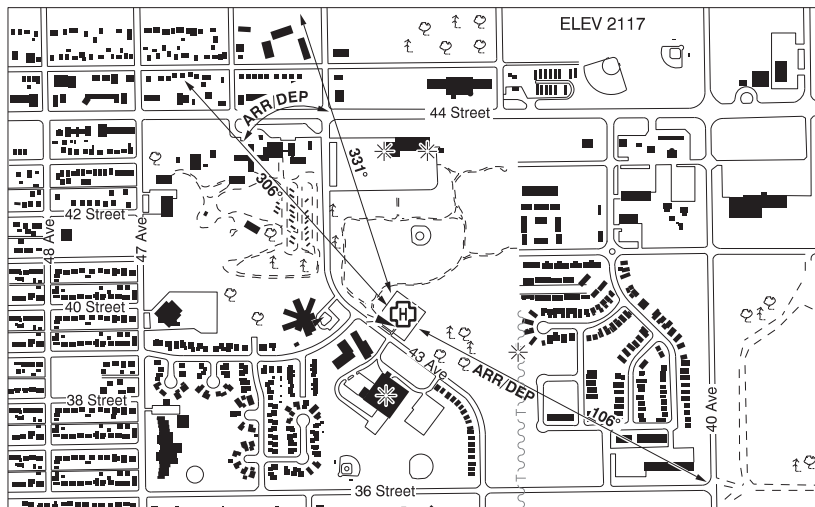 ELEV 2117
ARR/DEP
44 Street
331°
306°
42 Street
48 Ave
47 Ave
40 Street
H
43 Ave
ARR/DEP
106°
38 Street
40 Ave
36 Street